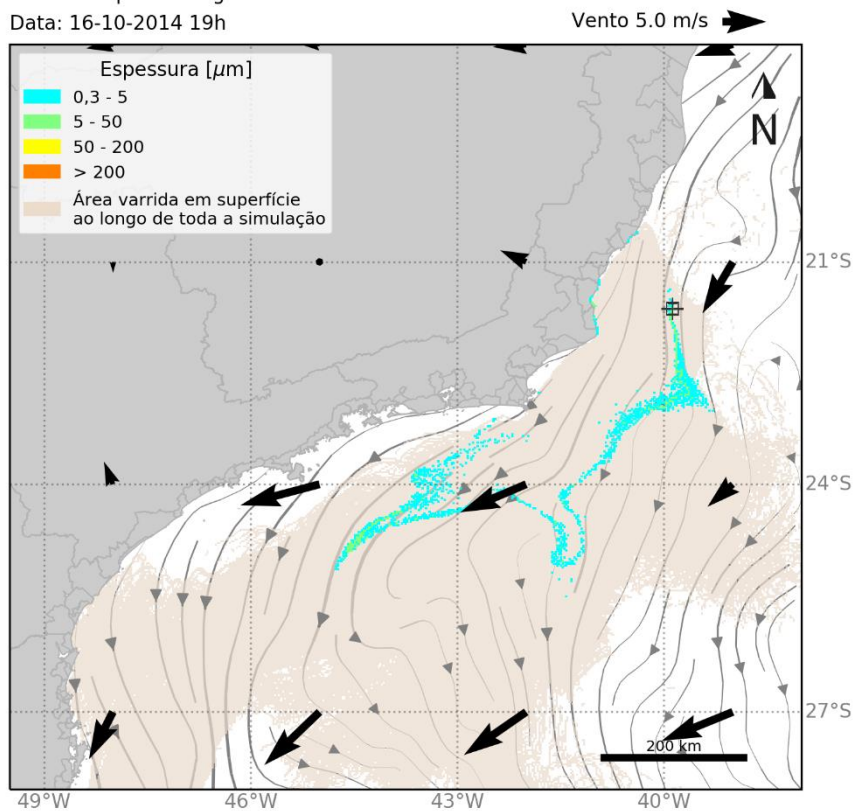 Data: 16-10-2014 19h
Vento 5.0 m/s
Espessura [μm]
0,3 - 5
5 - 50
50 - 200
> 200
Área varrida em superfície
ao longo de toda a simulação
N
21°S
24°S
27°S
200 km
49°W
46°W
43°W
40°W